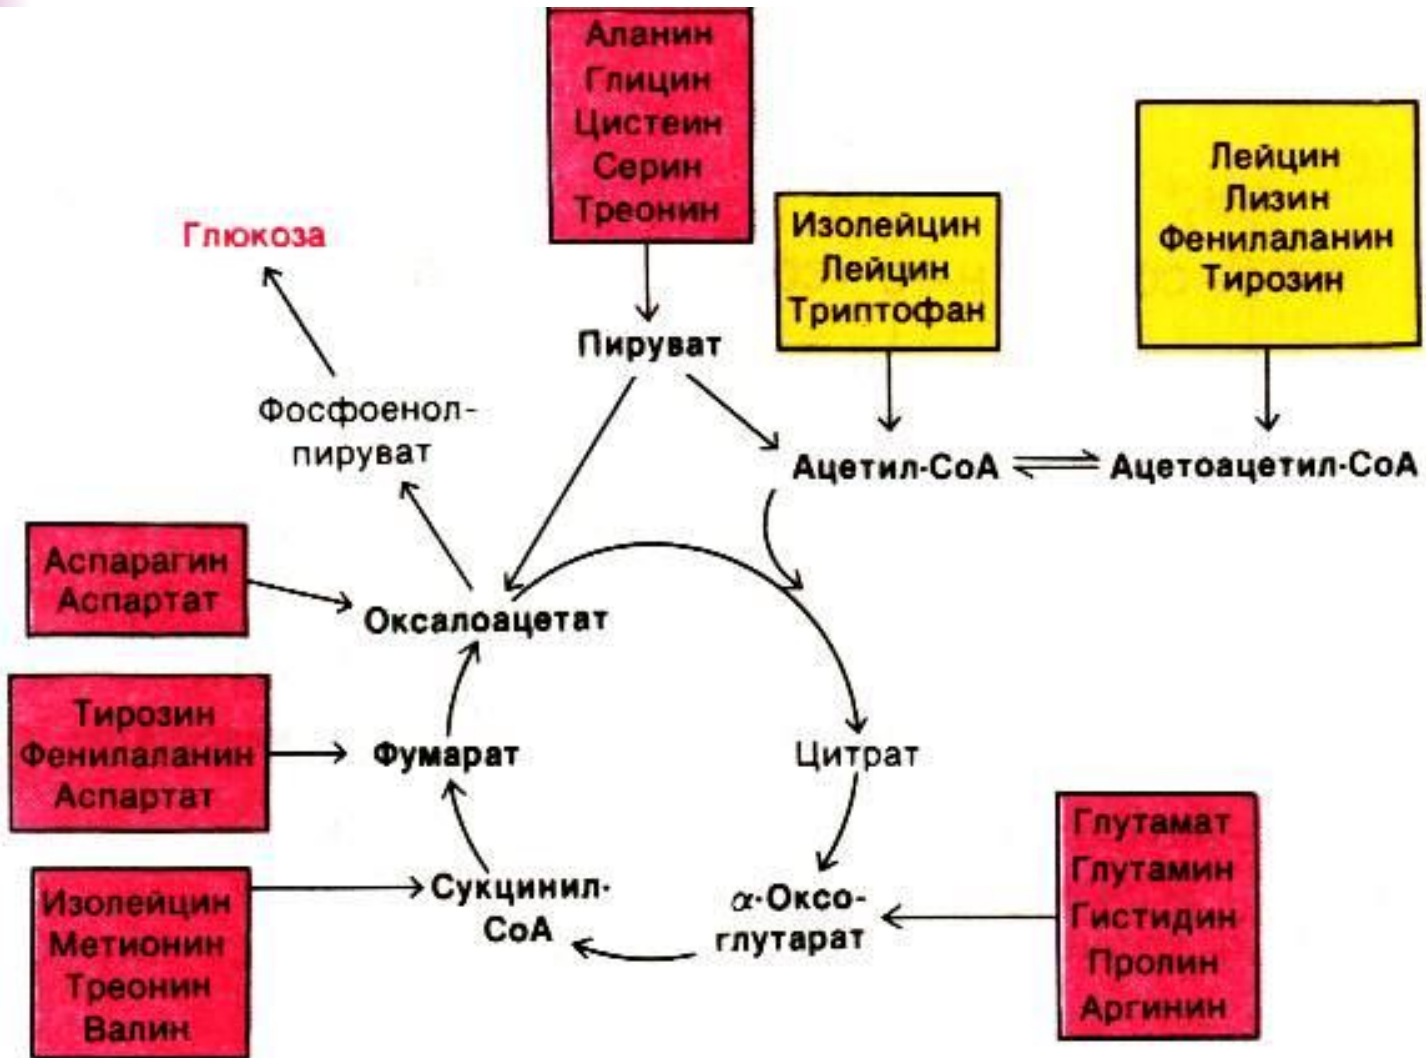 Аланин
Глицин
Цистеин
Серин
Треонин
Лейцин
Лизин
Фенилаланин
Тирозин
Изолейцин
Лейцин
Триптофан
Глюкоза
Пируват
Фосфоенол-
пируват
Ацетил-СоА
Ацетоацетил-СоА
Аспарагин
Аспартат
Оксалоацетат
Тирозин
Фенилаланин
Аспартат
Фумарат
Цитрат
Изолейцин
Метионин
Треонин
Валин
Сукцинил-
СоА
α-Оксо-
глутарат
Глутамат
Глутамин
Гистидин
Пролин
Аргинин